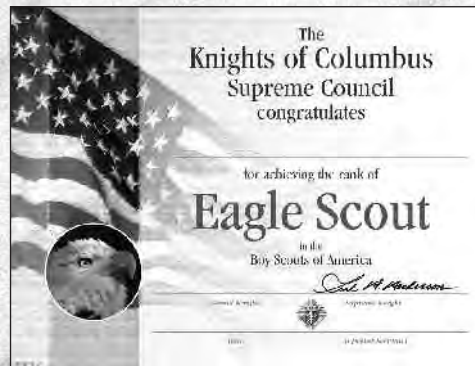 The
Knights of Columbus
Supreme Council
congratulates
for achieving the rank of
Eagle Scout
in the
Boy Scouts of America